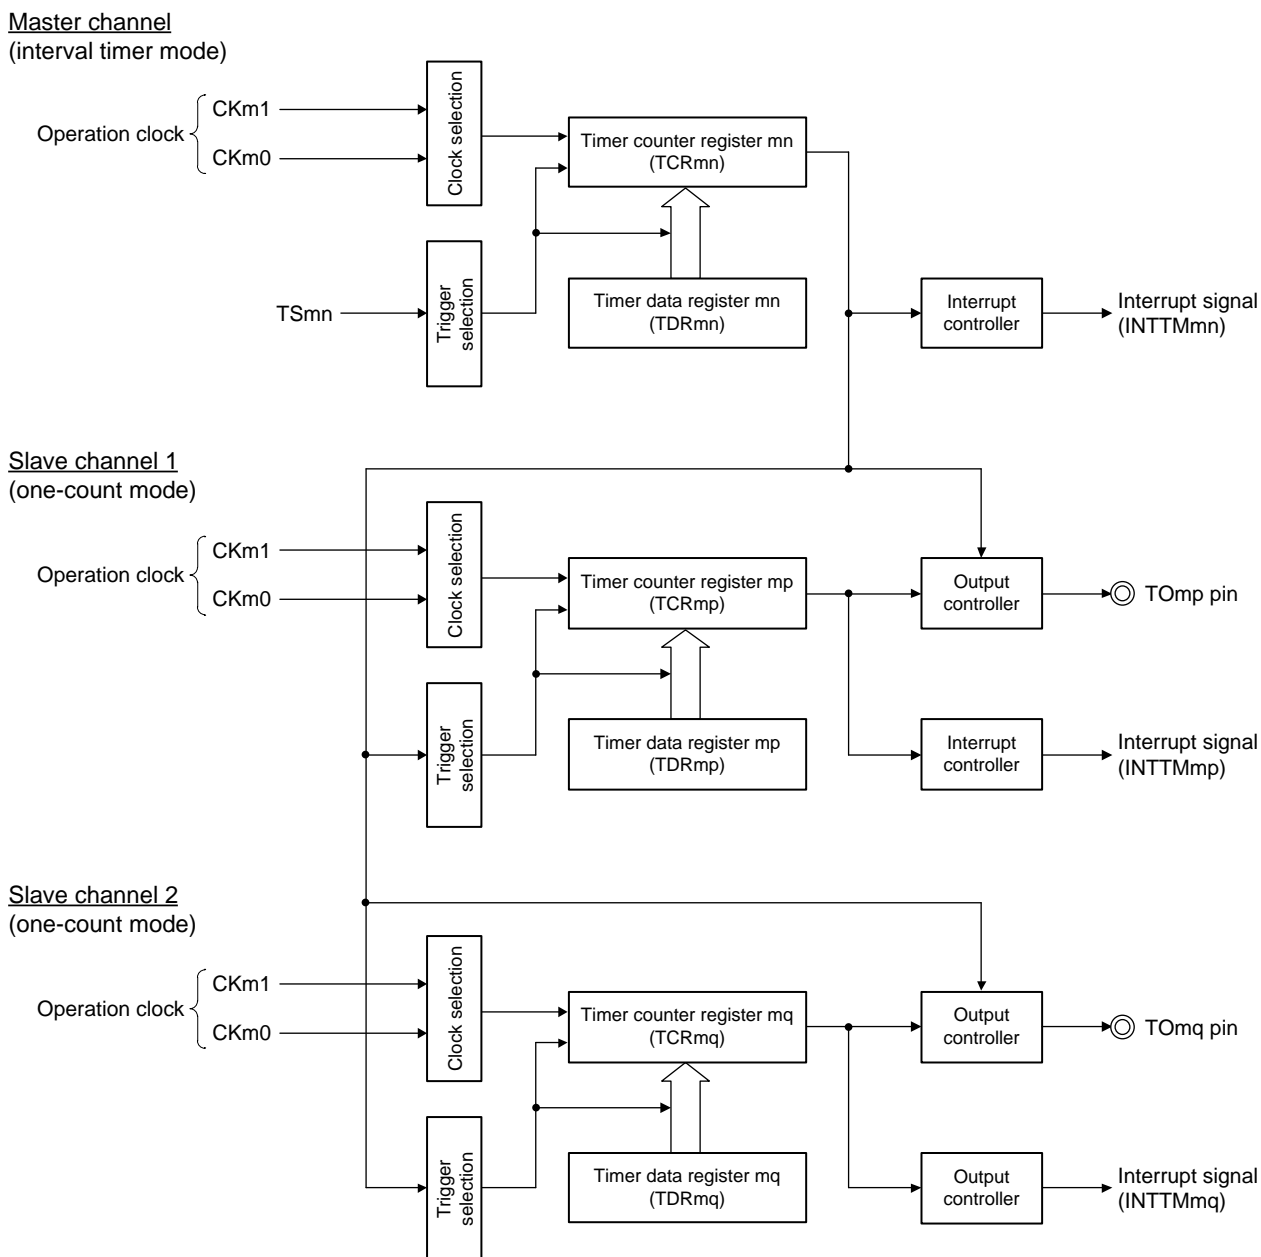 Master channel
(interval timer mode)
Operation clock
CKm1
CKm0
Clock selection
Timer counter register mn
(TCRmn)
TSmn
Trigger
selection
Timer data register mn
(TDRmn)
Interrupt
controller
Interrupt signal
(INTTMmn)
Slave channel 1
(one-count mode)
Operation clock
CKm1
CKm0
Clock selection
Timer counter register mp
(TCRmp)
Output
controller
TOmp pin
Trigger
selection
Timer data register mp
(TDRmp)
Interrupt
controller
Interrupt signal
(INTTMmp)
Slave channel 2
(one-count mode)
Operation clock
CKm1
CKm0
Clock selection
Timer counter register mq
(TCRmq)
Output
controller
TOmq pin
Trigger
selection
Timer data register mq
(TDRmq)
Output
controller
Interrupt signal
(INTTMmq)